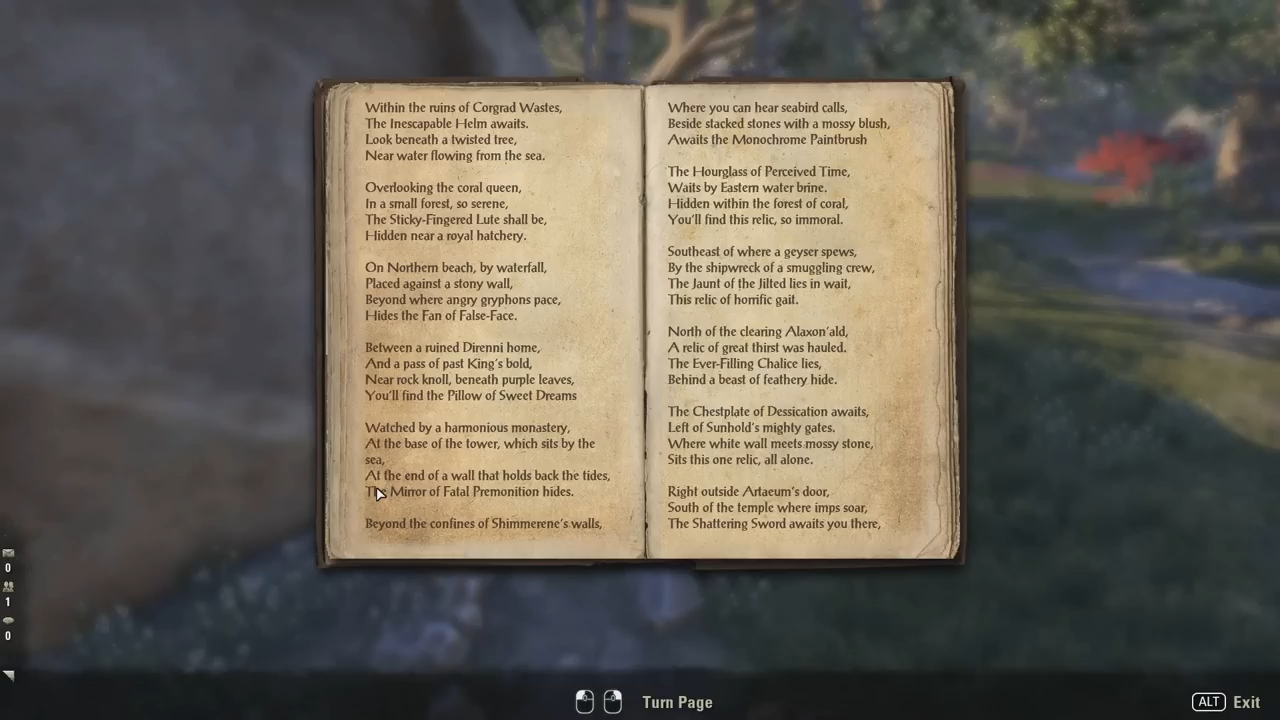 Within the ruins of Corgrad Wastes,
The Inescapable Helm awaits.
Look beneath a twisted tree,
Near water flowing from the sea.
Overlooking the coral queen,
In a small forest, so serene,
The Sticky-Fingered Lute shall be,
Hidden near a royal hatchery.
On Northern beach, by waterfall,
Placed against a stony wall,
Beyond where angry gryphons pace,
Hides the Fan of False-Face.
Between a ruined Direnni home,
And a pass of past King's bold,
Near rock knoll, beneath purple leaves,
You'll find the Pillow of Sweet Dreams
Watched by a harmonious monastery,
At the base of the tower, which sits by the
sea,
At the end of a wall that holds back the tides,
The Mirror of Fatal Premonition hides.
Beyond the confines of Shimmerene's walls,
Where you can hear seabird calls,
Beside stacked stones with a mossy blush,
Awaits the Monochrome Paintbrush
The Hourglass of Perceived Time,
Waits by Eastern water brine.
Hidden within the forest of coral,
You'll find this relic, so immoral.
Southeast of where a geyser spews,
By the shipwreck of a smuggling crew,
The Jaunt of the Jilted lies in wait,
This relic of horrific gait.
North of the clearing Alaxon'ald,
A relic of great thirst was hauled.
The Ever-Filling Chalice lies,
Behind a beast of feathery hide.
The Chestplate of Dessication awaits,
Left of Sunhold's mighty gates.
Where white wall meets mossy stone,
Sits this one relic, all alone.
Right outside Artaeum's door,
South of the temple where imps soar,
The Shattering Sword awaits you there,
0
1
0
Turn Page
ALT Exit